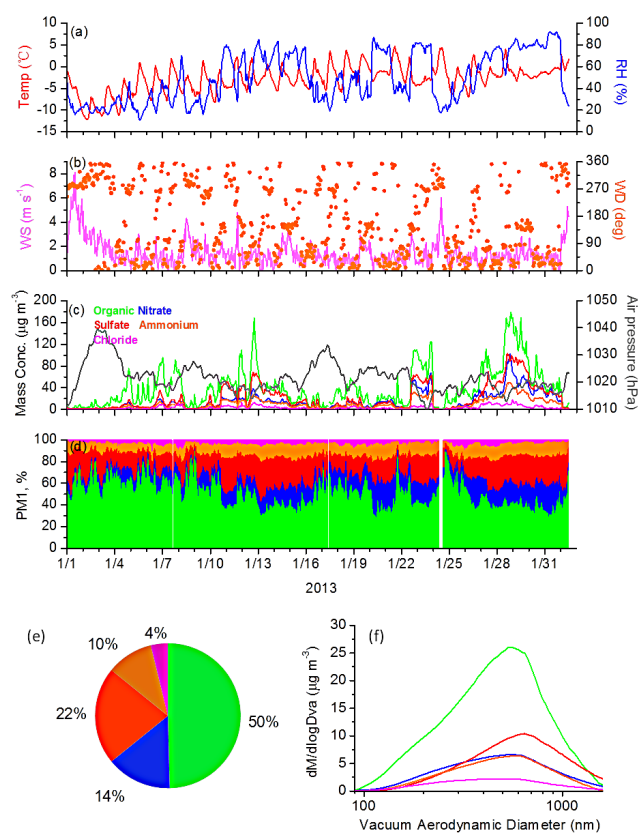 (a)
10
5
0
-5
-10
-15
Temp (℃)
100
80
60
40
20
0
RH (%)
(b)
8
6
4
2
0
WS (m s-1)
360
270
180
90
0
WD (deg)
(c)
200
160
120
80
40
0
Mass Conc. (μg m-3)
Organic Nitrate
Sulfate Ammonium
Chloride
1050
1040
1030
1020
1010
Air pressure (hPa)
(d)
100
80
60
40
20
0
PM1, %
1/1 1/4 1/7 1/10 1/13 1/16 1/19 1/22 1/25 1/28 1/31
2013
(e)
4%
10%
22%
50%
14%
(f)
30
25
20
15
10
5
0
dM/dlogDva (μg m-3)
100 1000
Vacuum Aerodynamic Diameter (nm)